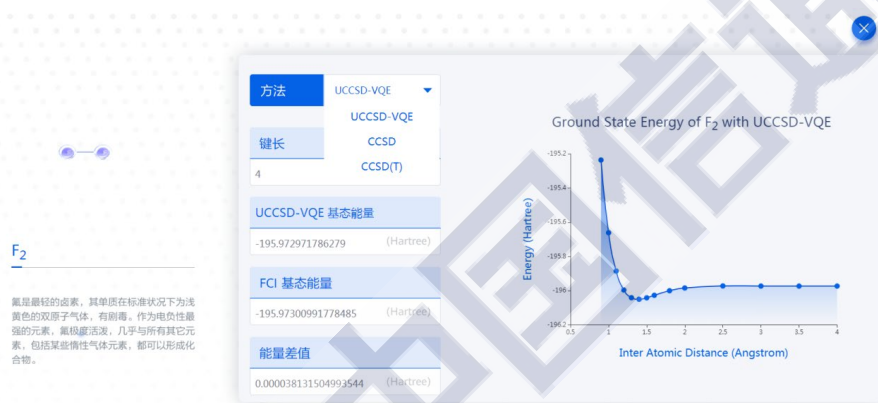 方法
UCCSD-VQE
UCCSD-VQE
CCSD
CCSD(T)
键长
4
UCCSD-VQE 基态能量
-195.972971786279 (Hartree)
FCI 基态能量
-195.97300991778485 (Hartree)
能量差值
0.000038131504993544 (Hartree)
F2
氟是最轻的卤素，其单质在标准状况下为浅
黄色的双原子气体，有剧毒。作为电负性最
强的元素，氟极度活泼，几乎与所有其它元
素，包括某些惰性气体元素，都可以形成化
合物。
Ground State Energy of F2 with UCCSD-VQE
Energy (Hartree)
-195.2
-195.4
-195.6
-195.8
-196
-196.2
0.5 1 1.5 2 2.5 3 3.5 4
Inter Atomic Distance (Angstrom)
中国信通